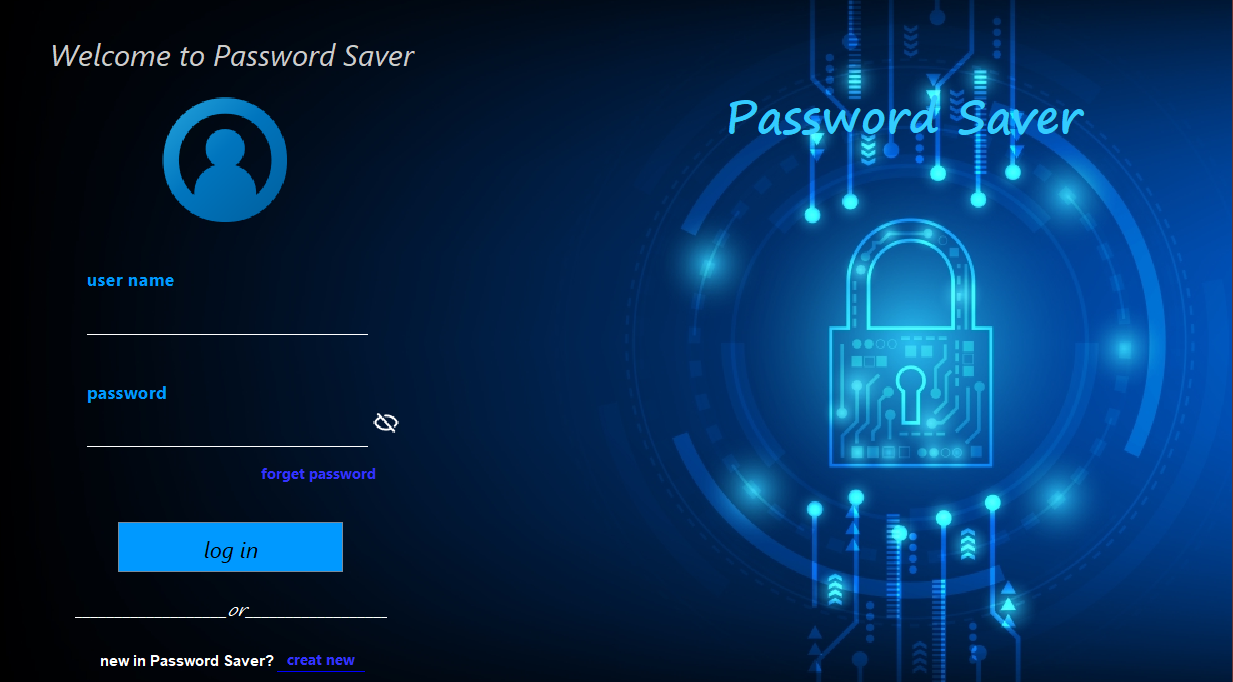 Welcome to Password Saver
Password Saver
user name
password
forget password
log in
or
new in Password Saver? creat new